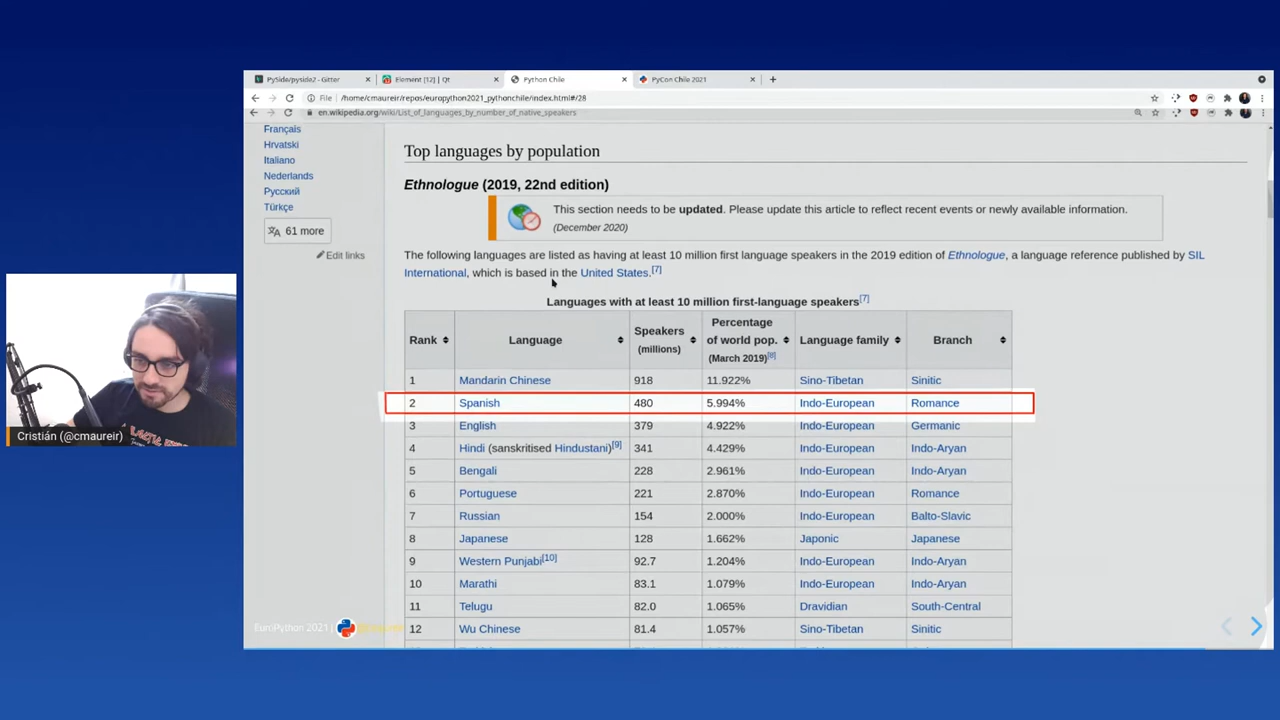 PySide/pyside2 - Gitter
Element [12] | Qt
Python Chile
PyCon Chile 2021
File /home/cmaureir/repos/europython2021_pythonchile/index.html#/28
en.wikipedia.org/wiki/List_of_languages_by_number_of_native_speakers
Français
Hrvatski
Italiano
Nederlands
Русский
Türkçe
61 more
Edit links
Top languages by population
Ethnologue (2019, 22nd edition)
This section needs to be updated. Please update this article to reflect recent events or newly available information.
(December 2020)
The following languages are listed as having at least 10 million first language speakers in the 2019 edition of Ethnologue, a language reference published by SIL
International, which is based in the United States.[7]
Languages with at least 10 million first-language speakers[7]
Rank Language Speakers (millions) Percentage of world pop. (March 2019)[8] Language family Branch
1 Mandarin Chinese 918 11.922% Sino-Tibetan Sinitic
2 Spanish 480 5.994% Indo-European Romance
3 English 379 4.922% Indo-European Germanic
4 Hindi (sanskritised Hindustani)[9] 341 4.429% Indo-European Indo-Aryan
5 Bengali 228 2.961% Indo-European Indo-Aryan
6 Portuguese 221 2.870% Indo-European Romance
7 Russian 154 2.000% Indo-European Balto-Slavic
8 Japanese 128 1.662% Japonic Japanese
9 Western Punjabi[10] 92.7 1.204% Indo-European Indo-Aryan
10 Marathi 83.1 1.079% Indo-European Indo-Aryan
11 Telugu 82.0 1.065% Dravidian South-Central
12 Wu Chinese 81.4 1.057% Sino-Tibetan Sinitic
EuroPython 2021 |
Cristián (@cmaureir)